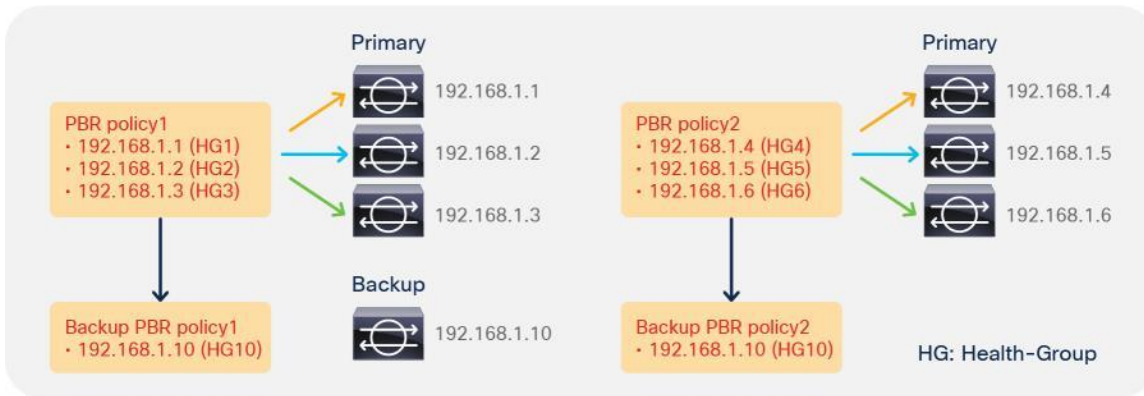 Primary
PBR policy1
• 192.168.1.1 (HG1)
• 192.168.1.2 (HG2)
• 192.168.1.3 (HG3)
192.168.1.1
192.168.1.2
192.168.1.3
Backup PBR policy1
• 192.168.1.10 (HG10)
Backup
192.168.1.10
Primary
PBR policy2
• 192.168.1.4 (HG4)
• 192.168.1.5 (HG5)
• 192.168.1.6 (HG6)
192.168.1.4
192.168.1.5
192.168.1.6
Backup PBR policy2
• 192.168.1.10 (HG10)
HG: Health-Group